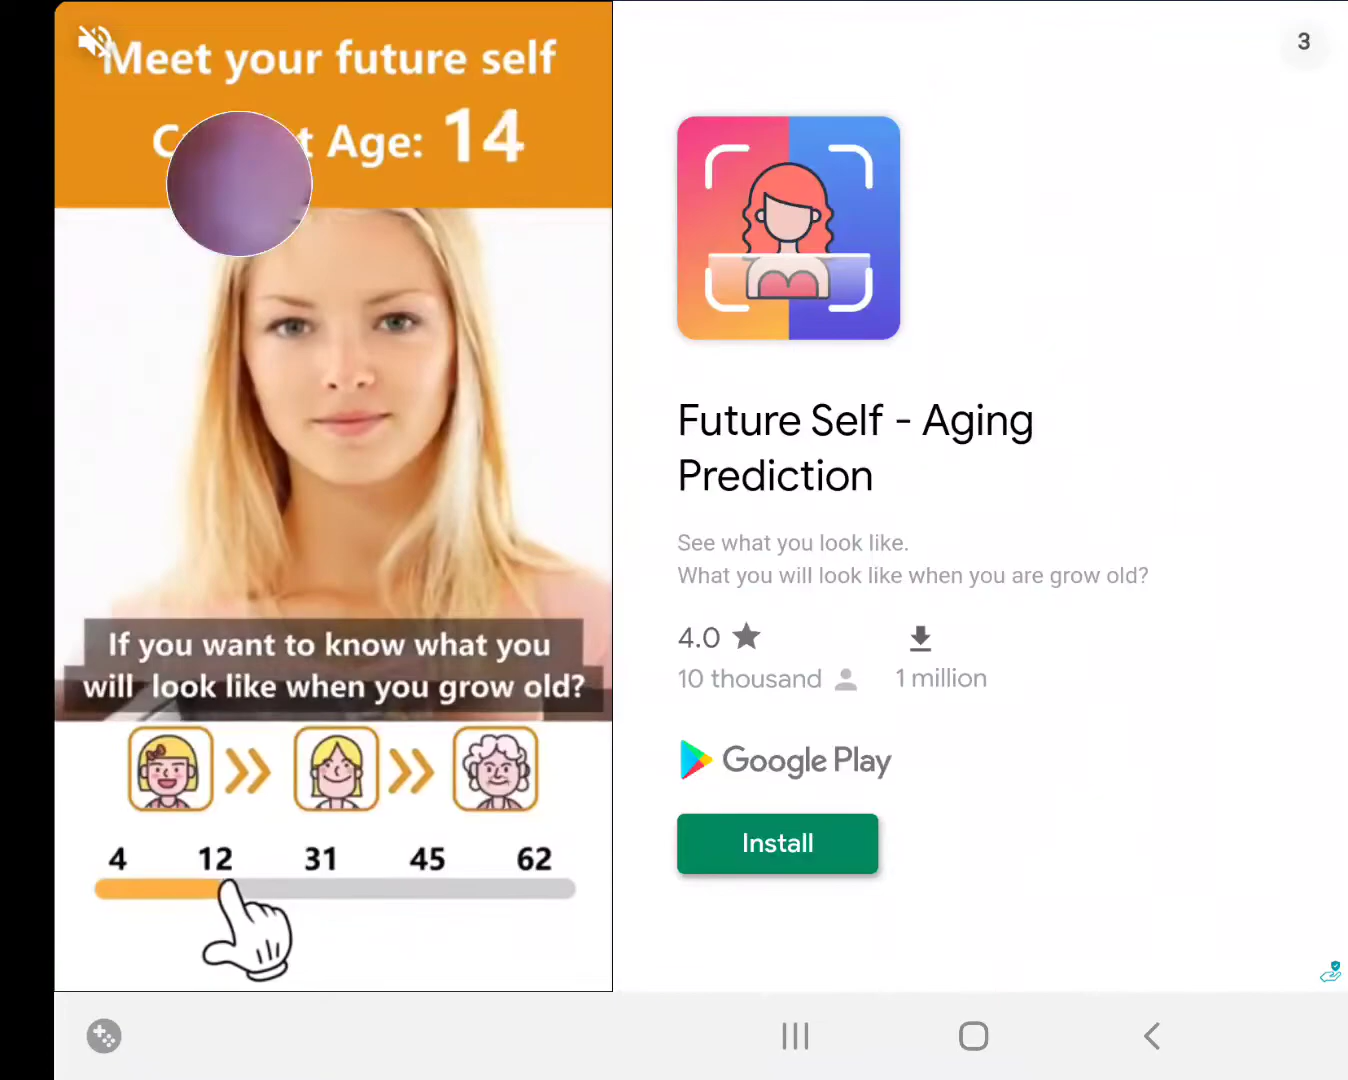 Meet your future self
Age: 14
If you want to know what you
will look like when you grow old?
4 12 31 45 62
3
Future Self - Aging
Prediction
See what you look like.
What you will look like when you are grow old?
4.0
10 thousand
1 million
Google Play
Install